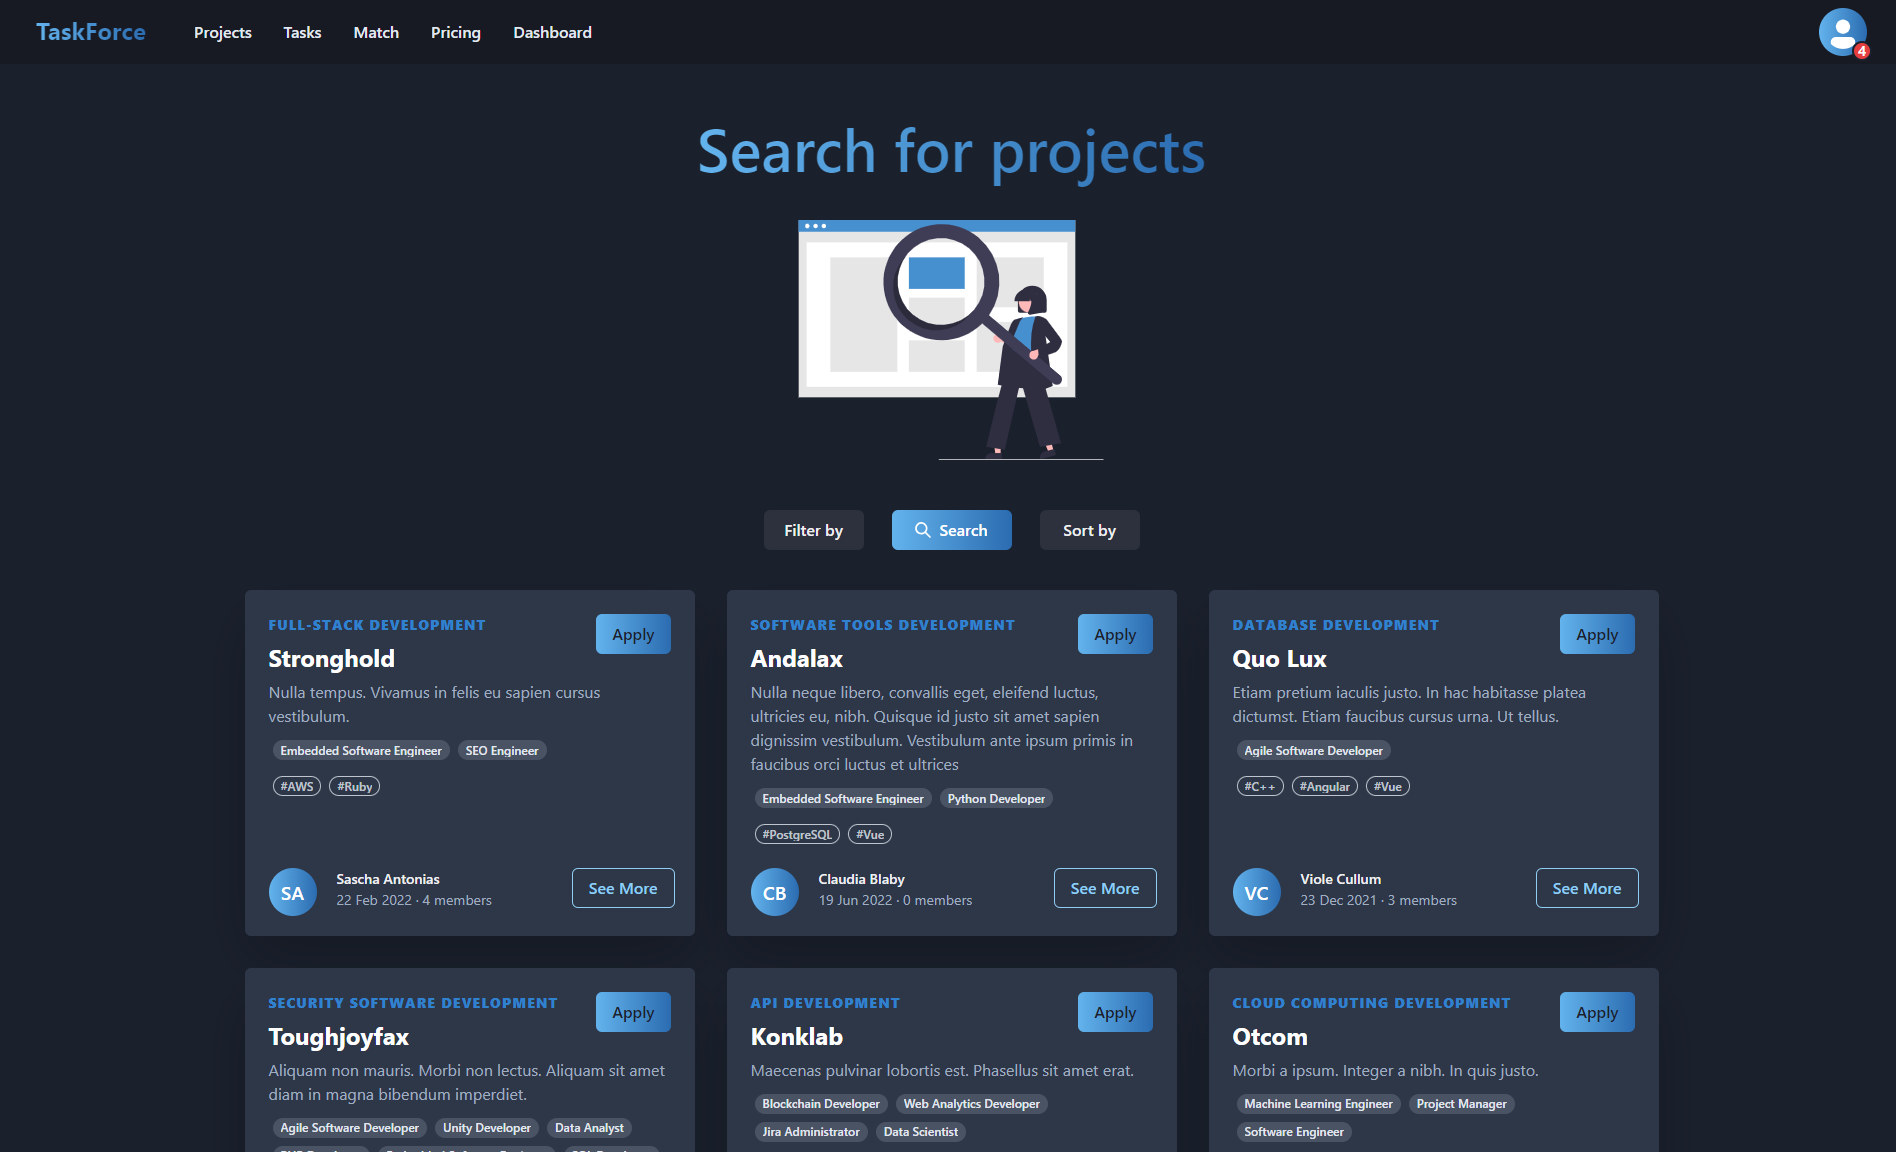 TaskForce Projects Tasks Match Pricing Dashboard
4
Search for projects
Filter by Search Sort by
FULL-STACK DEVELOPMENT
Apply
Stronghold
Nulla tempus. Vivamus in felis eu sapien cursus
vestibulum.
Embedded Software Engineer SEO Engineer
#AWS #Ruby
SA
Sascha Antonias
22 Feb 2022 · 4 members
See More
SOFTWARE TOOLS DEVELOPMENT
Apply
Andalax
Nulla neque libero, convallis eget, eleifend luctus,
ultricies eu, nibh. Quisque id justo sit amet sapien
dignissim vestibulum. Vestibulum ante ipsum primis in
faucibus orci luctus et ultrices
Embedded Software Engineer Python Developer
#PostgreSQL #Vue
CB
Claudia Blaby
19 Jun 2022 · 0 members
See More
DATABASE DEVELOPMENT
Apply
Quo Lux
Etiam pretium iaculis justo. In hac habitasse platea
dictumst. Etiam faucibus cursus urna. Ut tellus.
Agile Software Developer
#C++ #Angular #Vue
VC
Viole Cullum
23 Dec 2021 · 3 members
See More
SECURITY SOFTWARE DEVELOPMENT
Apply
Toughjoyfax
Aliquam non mauris. Morbi non lectus. Aliquam sit amet
diam in magna bibendum imperdiet.
Agile Software Developer Unity Developer Data Analyst
API DEVELOPMENT
Apply
Konklab
Maecenas pulvinar lobortis est. Phasellus sit amet erat.
Blockchain Developer Web Analytics Developer
Jira Administrator Data Scientist
CLOUD COMPUTING DEVELOPMENT
Apply
Otcom
Morbi a ipsum. Integer a nibh. In quis justo.
Machine Learning Engineer Project Manager
Software Engineer